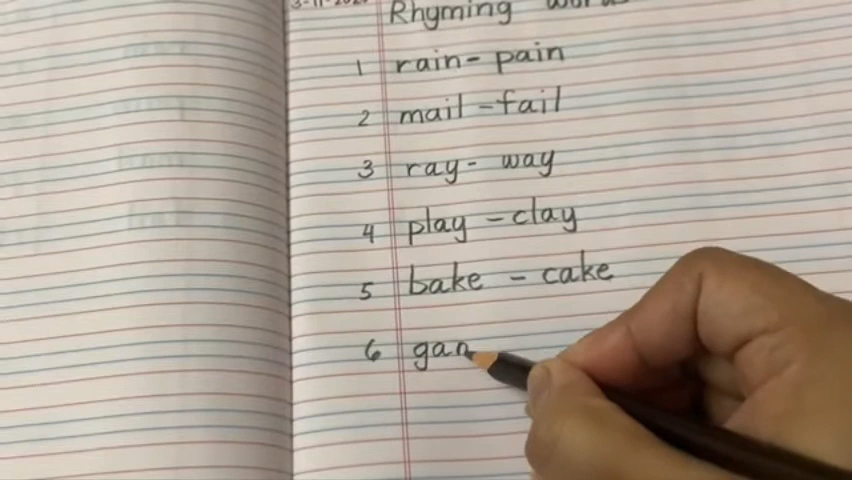 Rhyming
1 rain - pain
2 mail - fail
3 ray - way
4 play - clay
5 bake - cake
6 gan